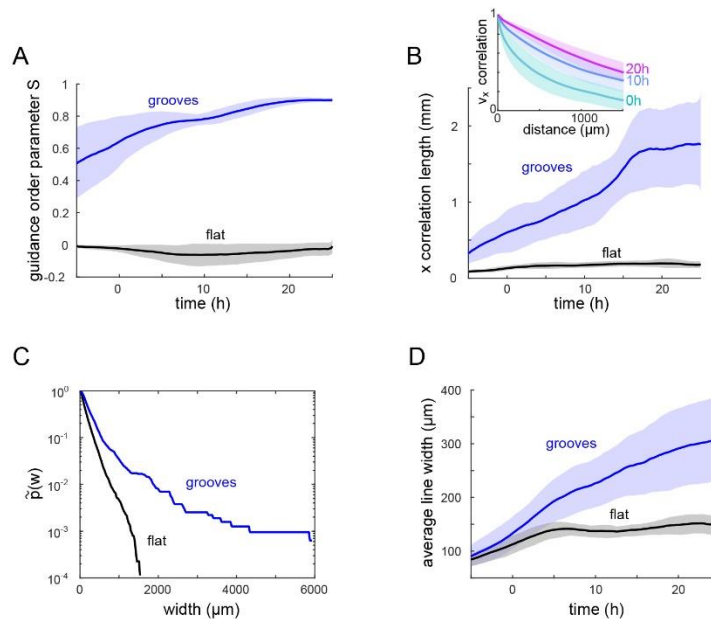 A
guidance order parameter S
1
0.8
0.6
0.4
0.2
0
-0.2
grooves
flat
0 10 20
time (h)
B
vx correlation
1
0
20h
10h
0h
0 1000
distance (µm)
x correlation length (mm)
2
1
0
grooves
flat
0 10 20
time (h)
C
p̃(w)
10⁰
10⁻¹
10⁻²
10⁻³
10⁻⁴
grooves
flat
0 2000 4000 6000
width (µm)
D
average line width (µm)
400
300
200
100
grooves
flat
0 10 20
time (h)